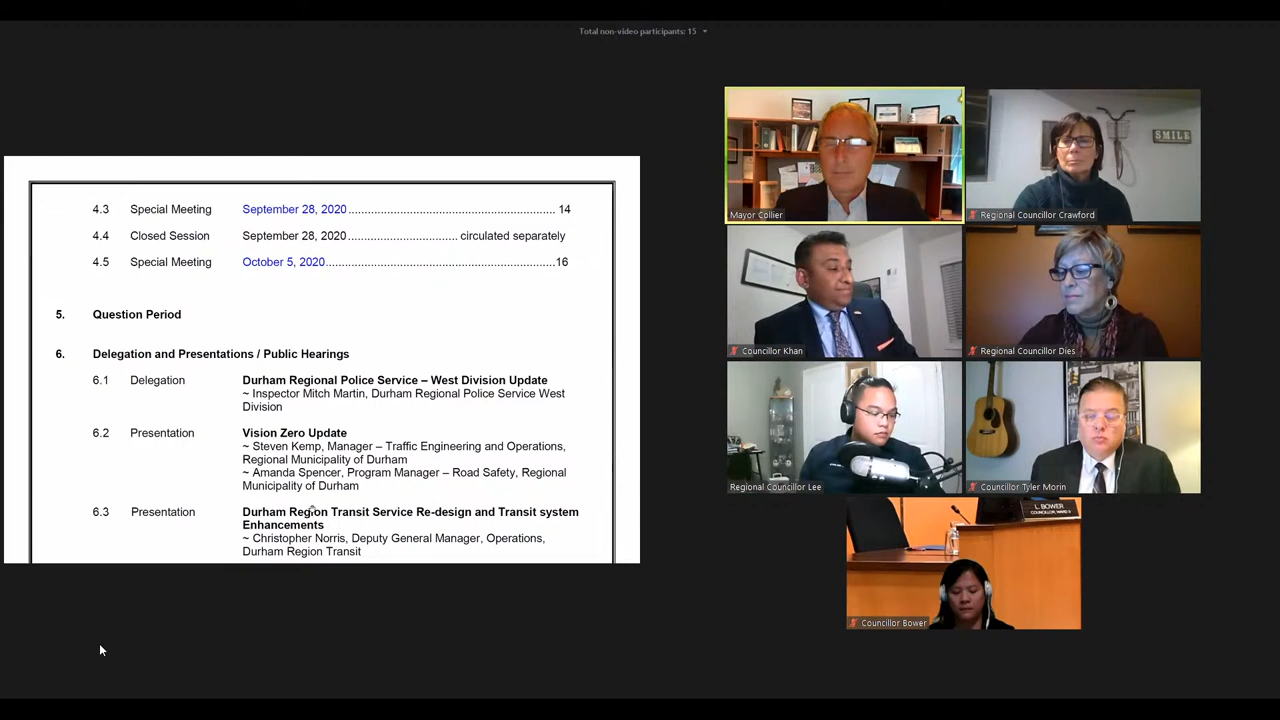 Total non-video participants: 15
4.3 Special Meeting September 28, 2020 14
4.4 Closed Session September 28, 2020 circulated separately
4.5 Special Meeting October 5, 2020 16
5. Question Period
6. Delegation and Presentations / Public Hearings
6.1 Delegation Durham Regional Police Service – West Division Update
~ Inspector Mitch Martin, Durham Regional Police Service West
Division
6.2 Presentation Vision Zero Update
~ Steven Kemp, Manager – Traffic Engineering and Operations,
Regional Municipality of Durham
~ Amanda Spencer, Program Manager – Road Safety, Regional
Municipality of Durham
6.3 Presentation Durham Region Transit Service Re-design and Transit system
Enhancements
~ Christopher Norris, Deputy General Manager, Operations,
Durham Region Transit
Mayor Collier
SMILE
Regional Councillor Crawford
Councillor Khan
Regional Councillor Dies
Regional Councillor Lee
Councillor Tyler Morin
L. BOWER
COUNCILLOR, WARD 3
Councillor Bower